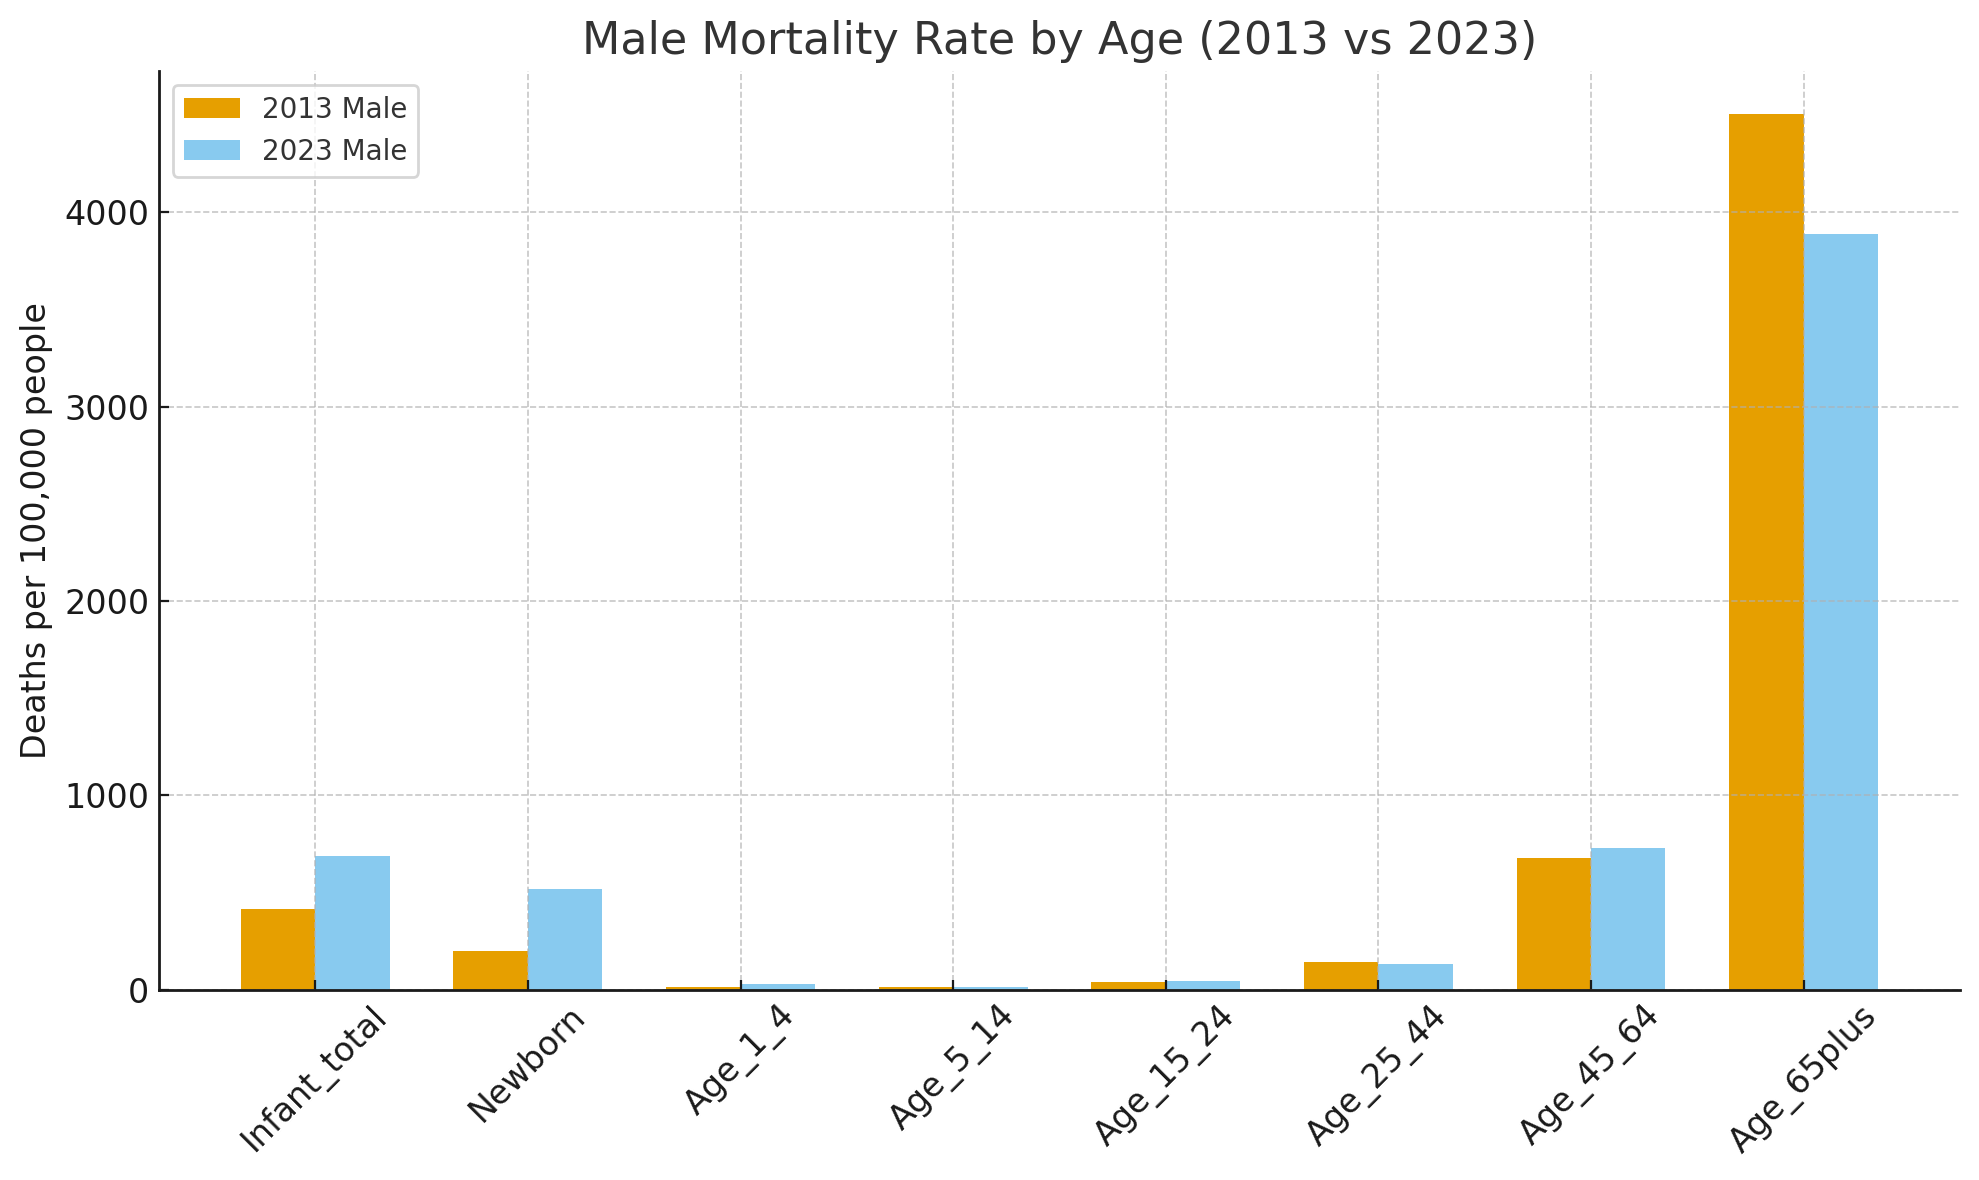 Male Mortality Rate by Age (2013 vs 2023)
2013 Male
2023 Male
Deaths per 100,000 people
4000
3000
2000
1000
0
Infant_total
Newborn
Age_1_4
Age_5_14
Age_15_24
Age_25_44
Age_45_64
Age_65plus